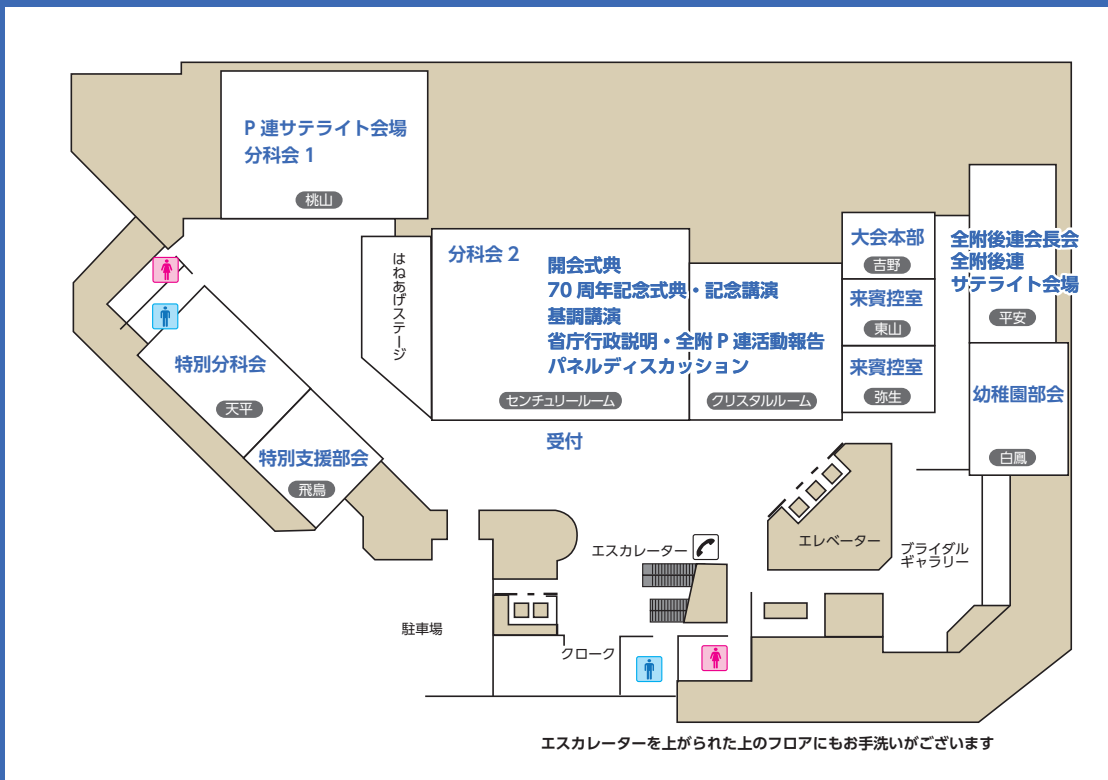 P 連サテライト会場
分科会 1
桃山
はねあげステージ
分科会 2
開会式典
70 周年記念式典・記念講演
基調講演
省庁行政説明・全附 P 連活動報告
パネルディスカッション
センチュリールーム
クリスタルルーム
大会本部
吉野
来賓控室
東山
来賓控室
弥生
全附後連会長会
全附後連
サテライト会場
平安
幼稚園部会
白鳳
特別分科会
天平
特別支援部会
飛鳥
受付
エスカレーター
エレベーター
ブライダル
ギャラリー
駐車場
クローク
エスカレーターを上がられた上のフロアにもお手洗いがございます